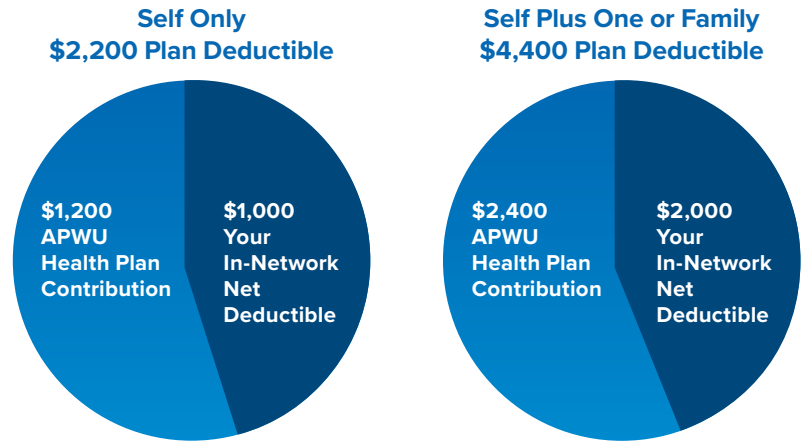 Self Only
$2,200 Plan Deductible
$1,200
APWU
Health Plan
Contribution
$1,000
Your
In-Network
Net
Deductible
Self Plus One or Family
$4,400 Plan Deductible
$2,400
APWU
Health Plan
Contribution
$2,000
Your
In-Network
Net
Deductible